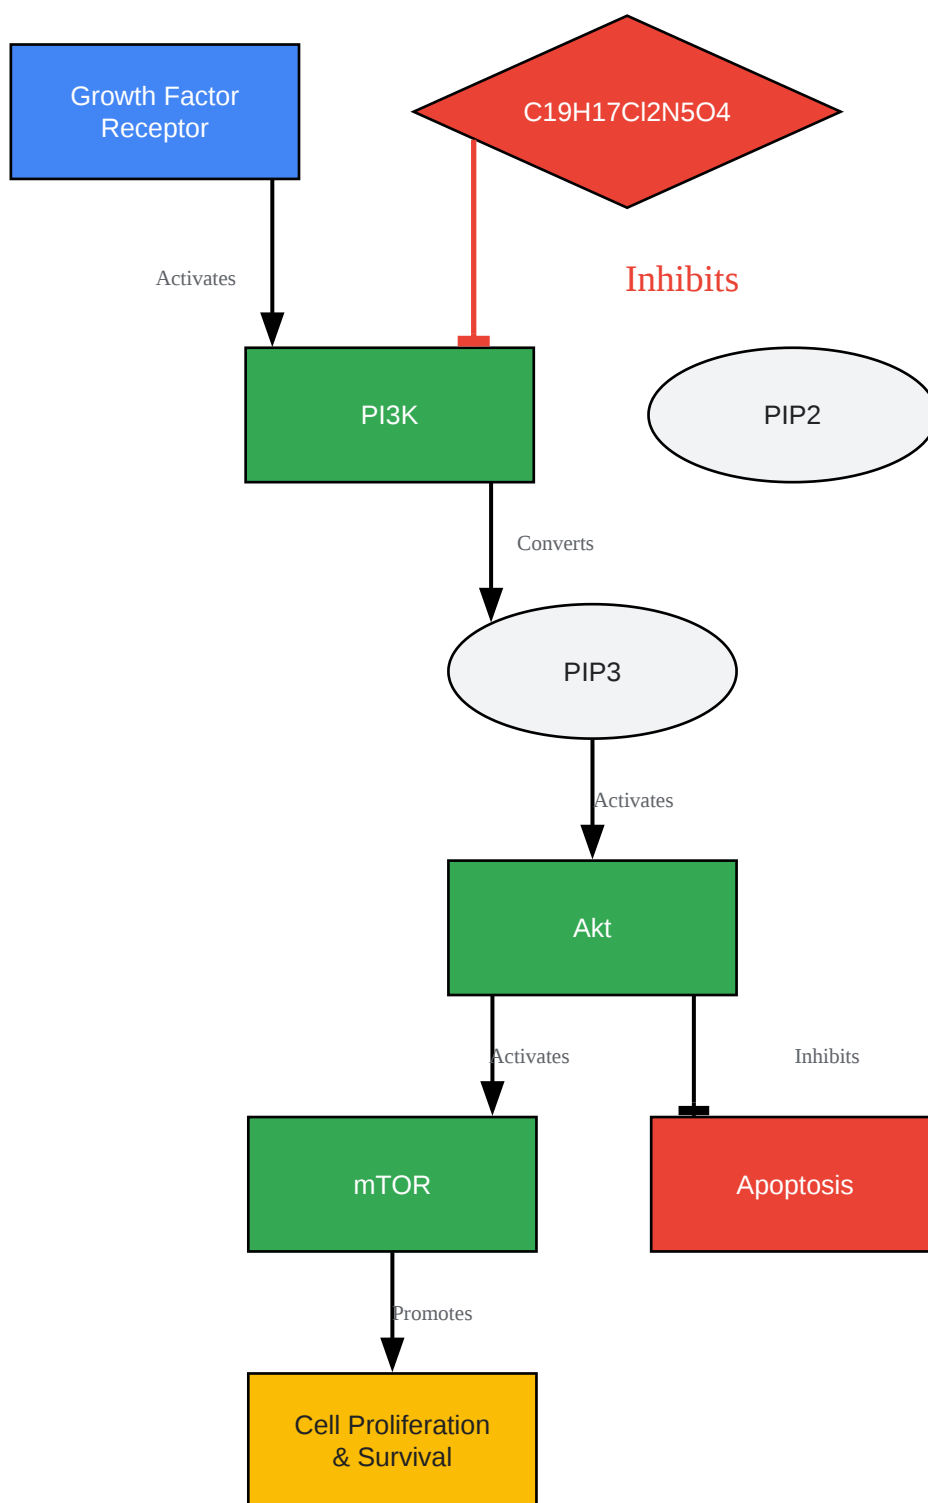 Growth Factor
Receptor
C19H17Cl2N5O4
Activates
Inhibits
PI3K
PIP2
Converts
PIP3
Activates
Akt
Activates
Inhibits
mTOR
Apoptosis
Promotes
Cell Proliferation
& Survival